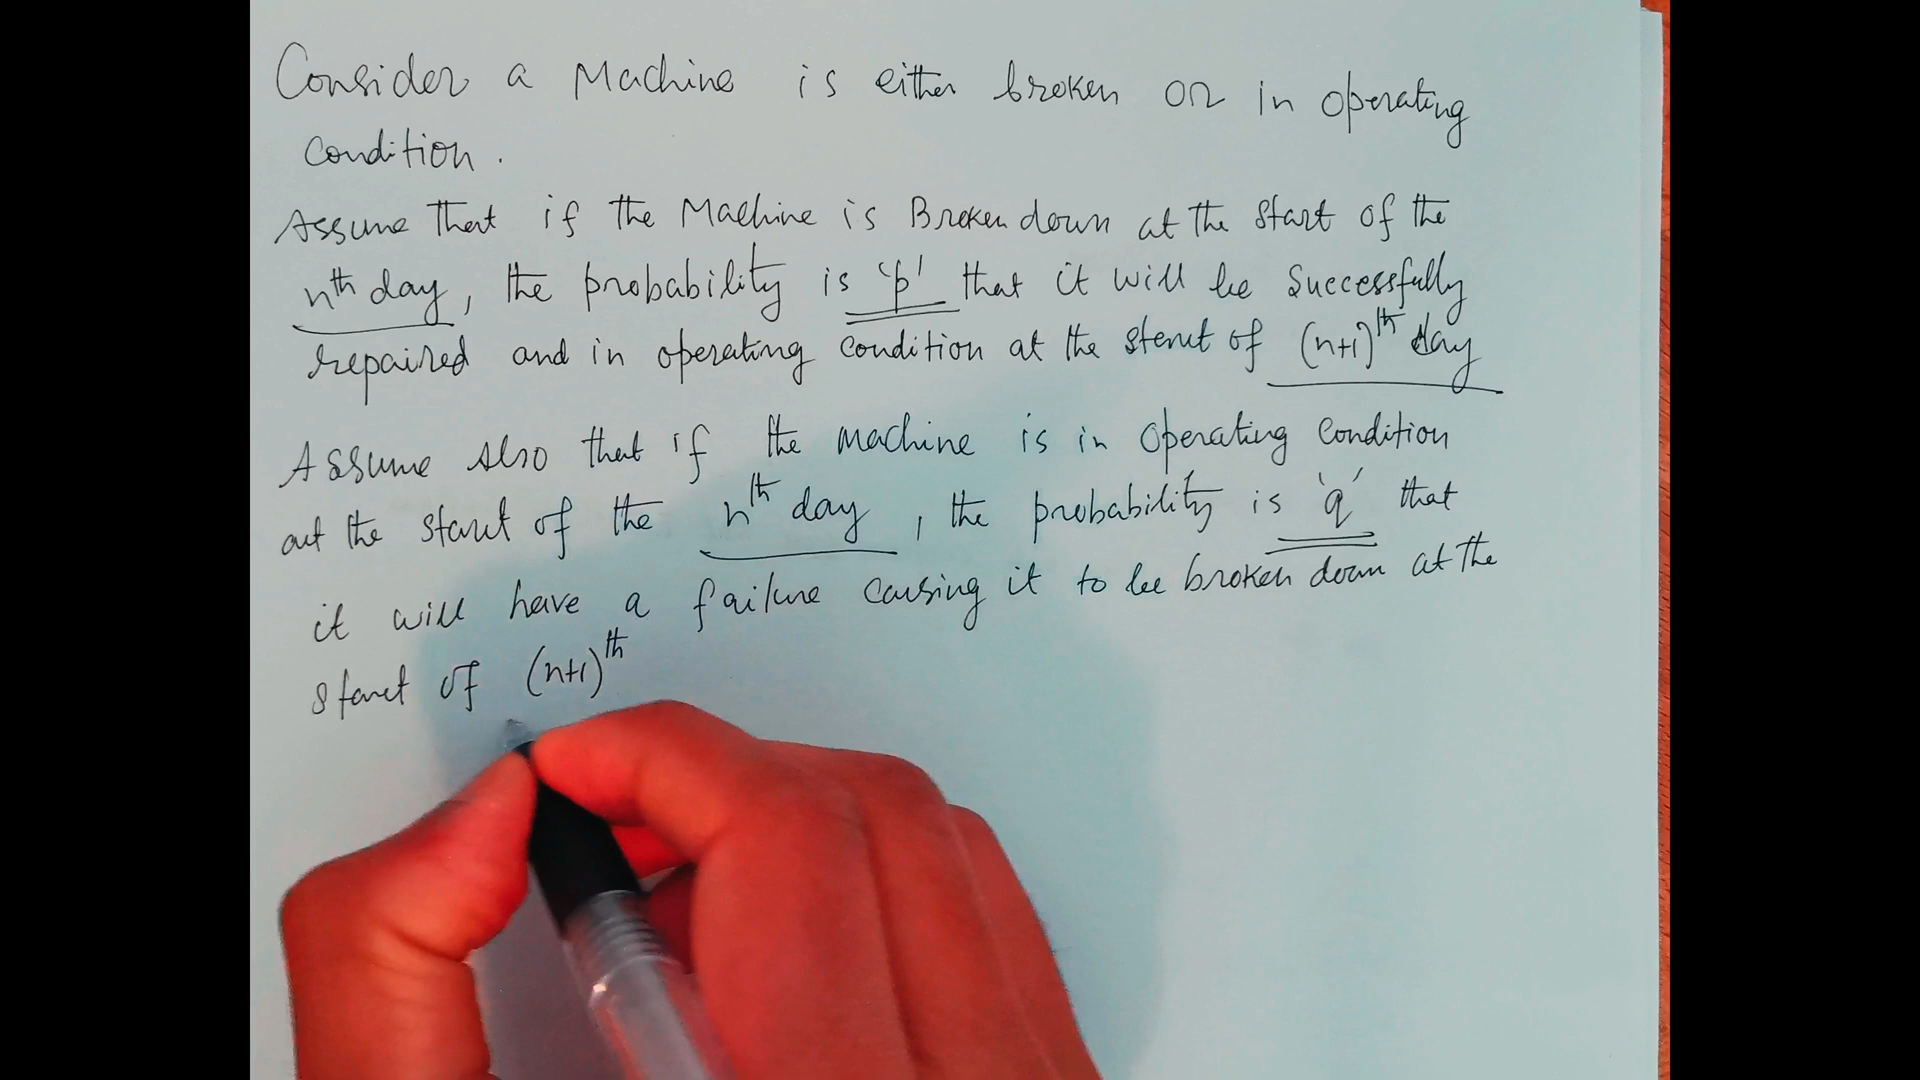 Consider a Machine is either broken or in operating
condition.
Assume that if the Machine is Broken down at the start of the
nth day, the probability is 'p' that it will be successfully
repaired and in operating condition at the start of (n+1)th day
Assume also that if the machine is in operating condition
at the start of the nth day, the probability is 'q' that
it will have a failure causing it to be broken down at the
start of (n+1)th